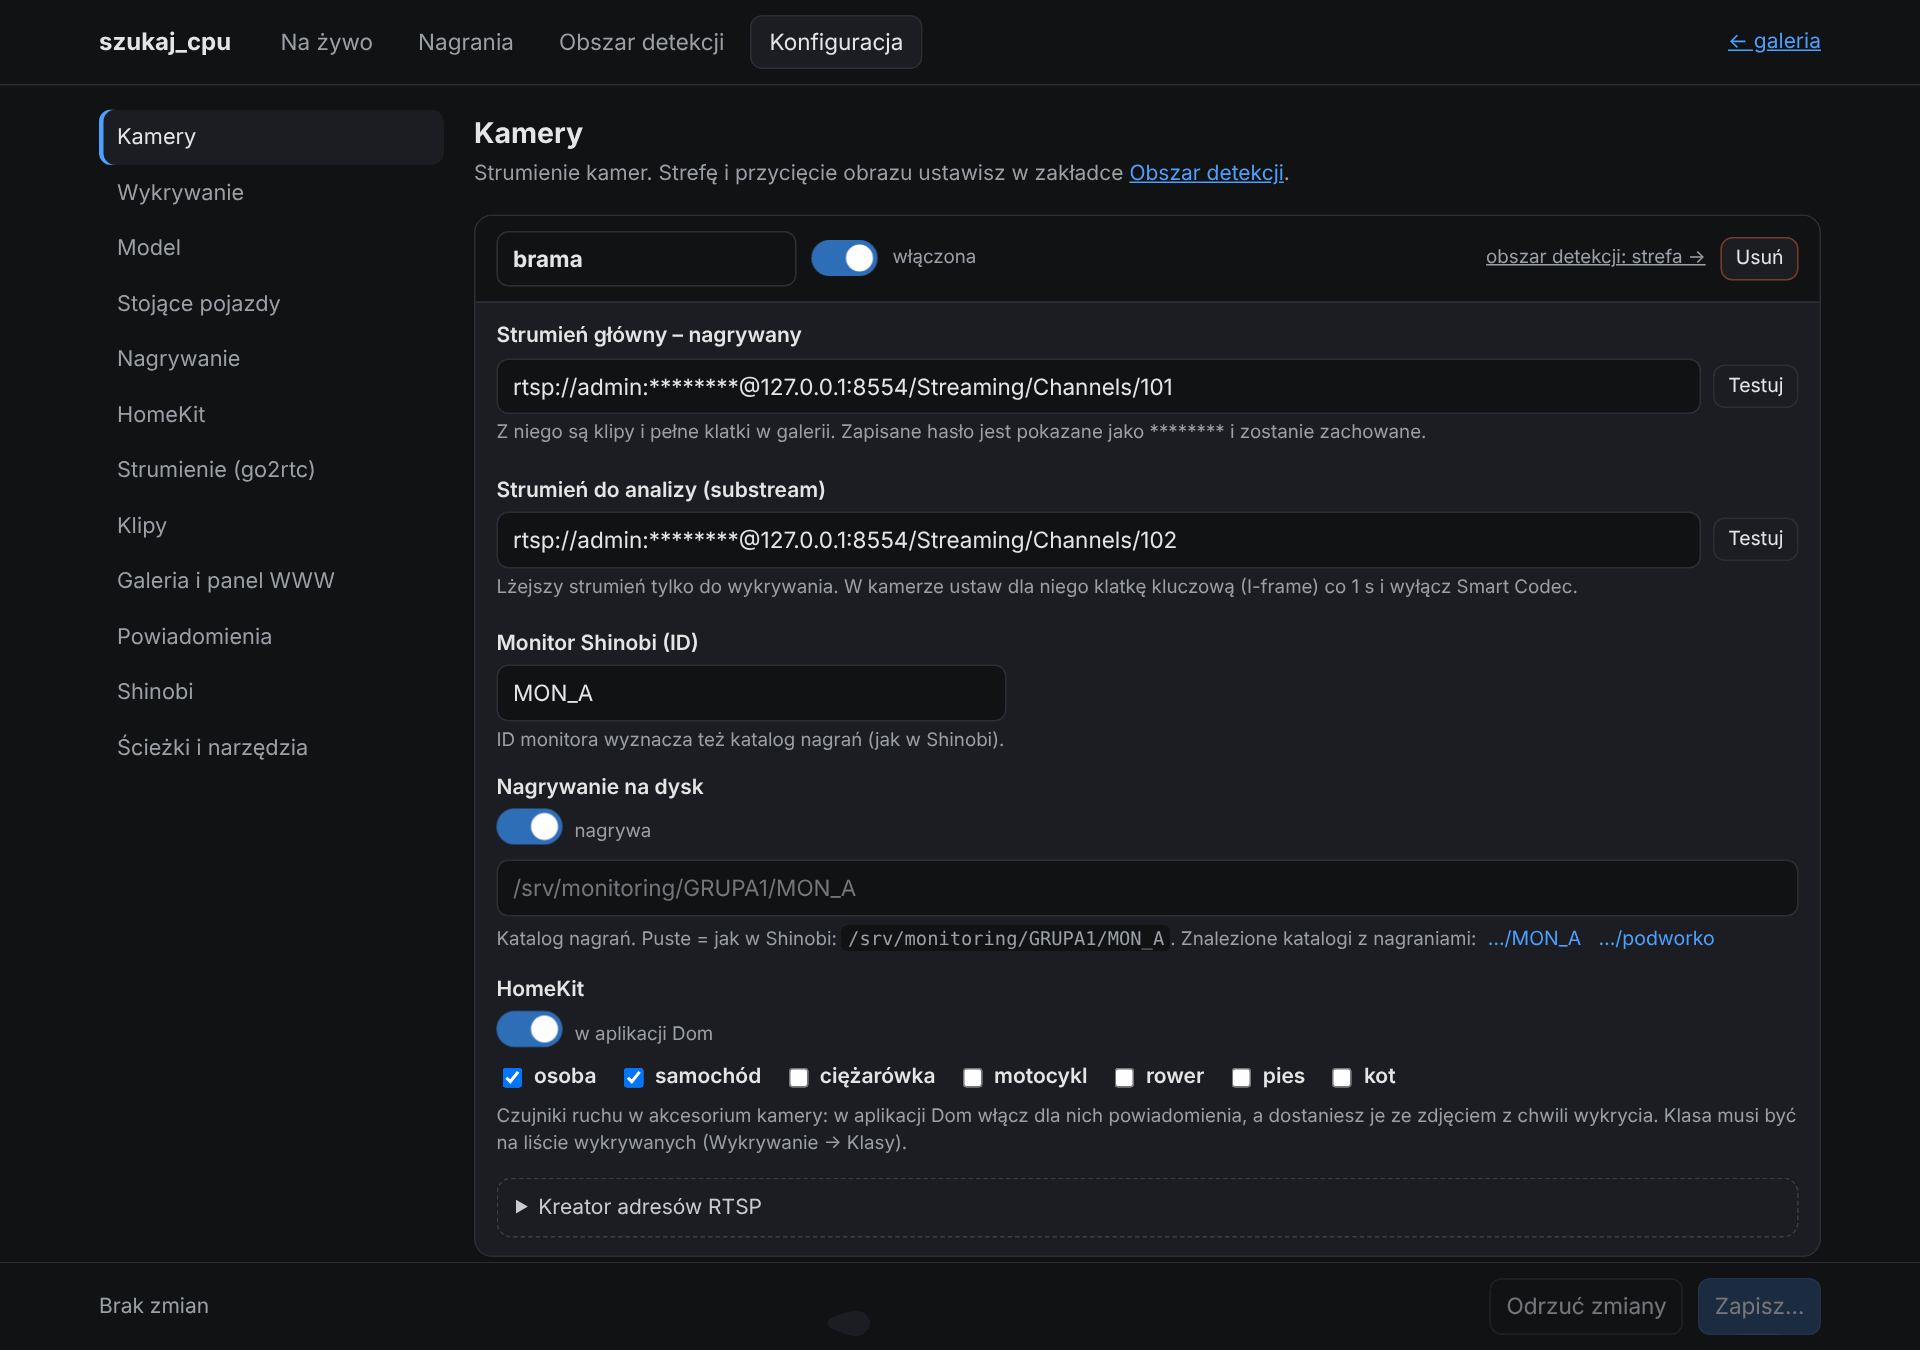 szukaj_cpu Na żywo Nagrania Obszar detekcji Konfiguracja ← galeria
Kamery
Wykrywanie
Model
Stojące pojazdy
Nagrywanie
HomeKit
Strumienie (go2rtc)
Klipy
Galeria i panel WWW
Powiadomienia
Shinobi
Ścieżki i narzędzia
Kamery
Strumienie kamer. Strefę i przycięcie obrazu ustawisz w zakładce Obszar detekcji.
brama włączona obszar detekcji: strefa → Usuń
Strumień główny – nagrywany
rtsp://admin:********@127.0.0.1:8554/Streaming/Channels/101 Testuj
Z niego są klipy i pełne klatki w galerii. Zapisane hasło jest pokazane jako ******** i zostanie zachowane.
Strumień do analizy (substream)
rtsp://admin:********@127.0.0.1:8554/Streaming/Channels/102 Testuj
Lżejszy strumień tylko do wykrywania. W kamerze ustaw dla niego klatkę kluczową (I-frame) co 1 s i wyłącz Smart Codec.
Monitor Shinobi (ID)
MON_A
ID monitora wyznacza też katalog nagrań (jak w Shinobi).
Nagrywanie na dysk
nagrywa
/srv/monitoring/GRUPA1/MON_A
Katalog nagrań. Puste = jak w Shinobi: /srv/monitoring/GRUPA1/MON_A. Znalezione katalogi z nagraniami: …/MON_A …/podworko
HomeKit
w aplikacji Dom
osoba samochód ciężarówka motocykl rower pies kot
Czujniki ruchu w akcesorium kamery: w aplikacji Dom włącz dla nich powiadomienia, a dostaniesz je ze zdjęciem z chwili wykrycia. Klasa musi być
na liście wykrywanych (Wykrywanie → Klasy).
▶ Kreator adresów RTSP
Brak zmian Odrzuć zmiany Zapisz…